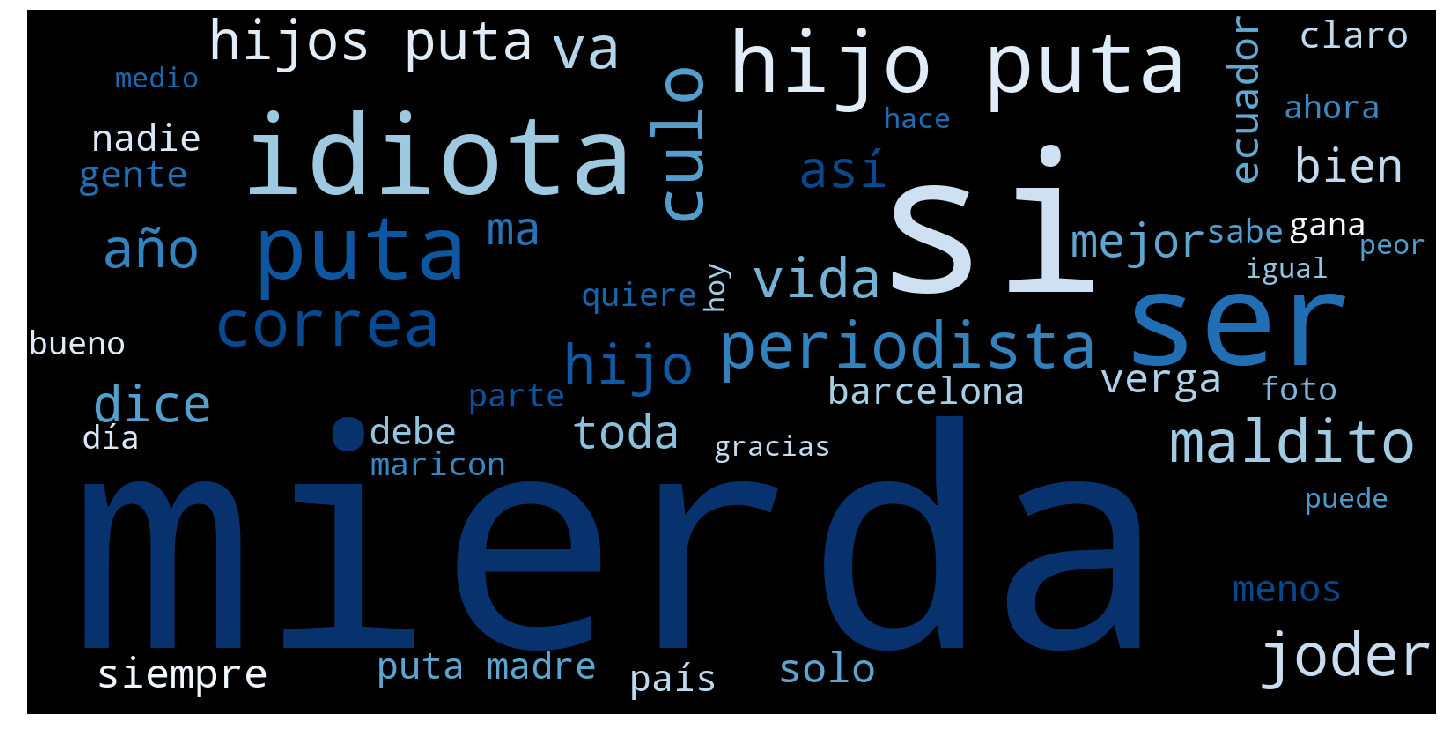 hijos puta
va
hijo puta
ecuador
claro
medio
culo
hace
ahora
nadie
idiota
así
bien
gente
si
año
puta
ma
mejor
sabe
gana
peor
quiere
hoy
vida
igual
correa
ser
bueno
hijo
periodista
dice
parte
barcelona
verga
foto
día
debe
toda
gracias
maldito
maricon
mierda
puede
menos
siempre
puta madre
país
solo
joder